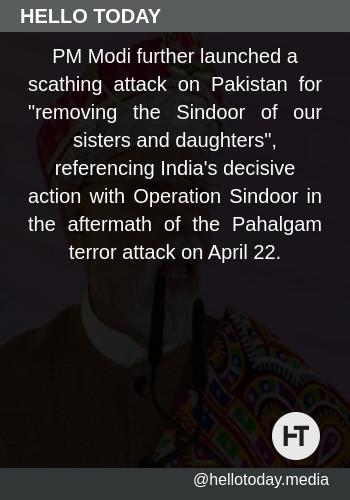 HELLO TODAY
PM Modi further launched a
scathing attack on Pakistan for
"removing the Sindoor of our
sisters and daughters",
referencing India's decisive
action with Operation Sindoor in
the aftermath of the Pahalgam
terror attack on April 22.
HT
@hellotoday.media